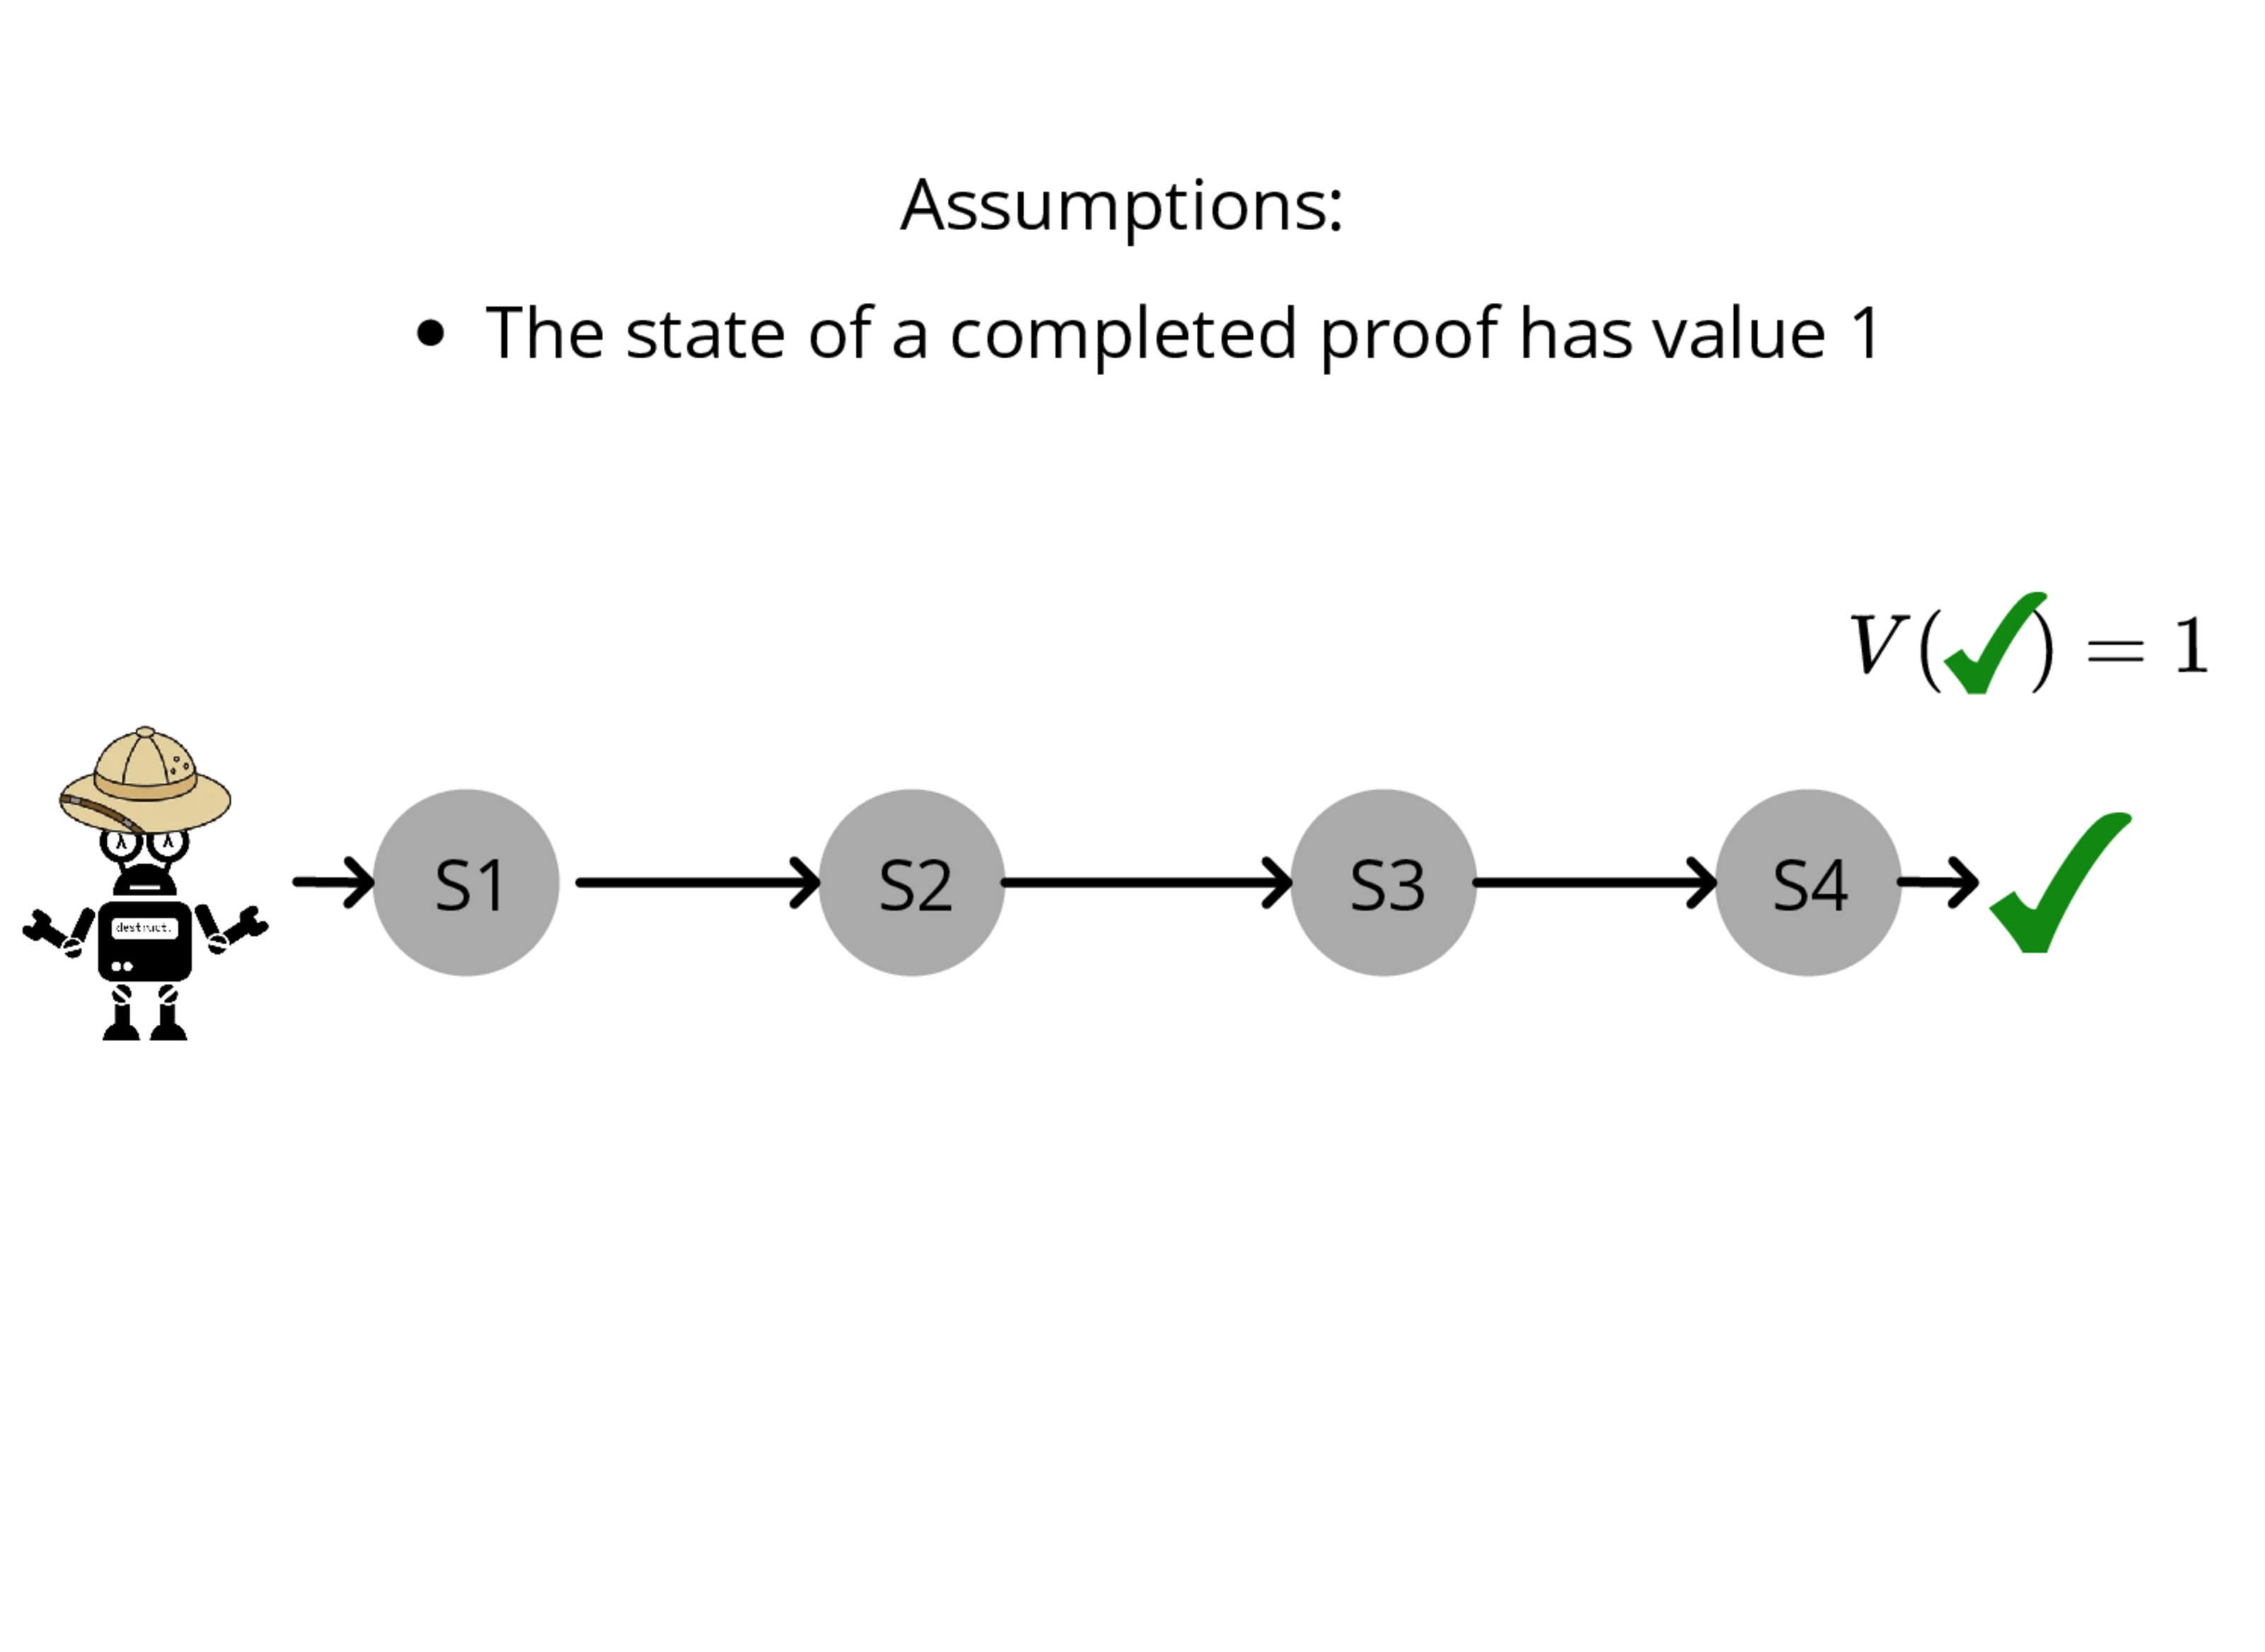 Assumptions:
• The state of a completed proof has value 1
V(✓) = 1
destruct.
S1
S2
S3
S4